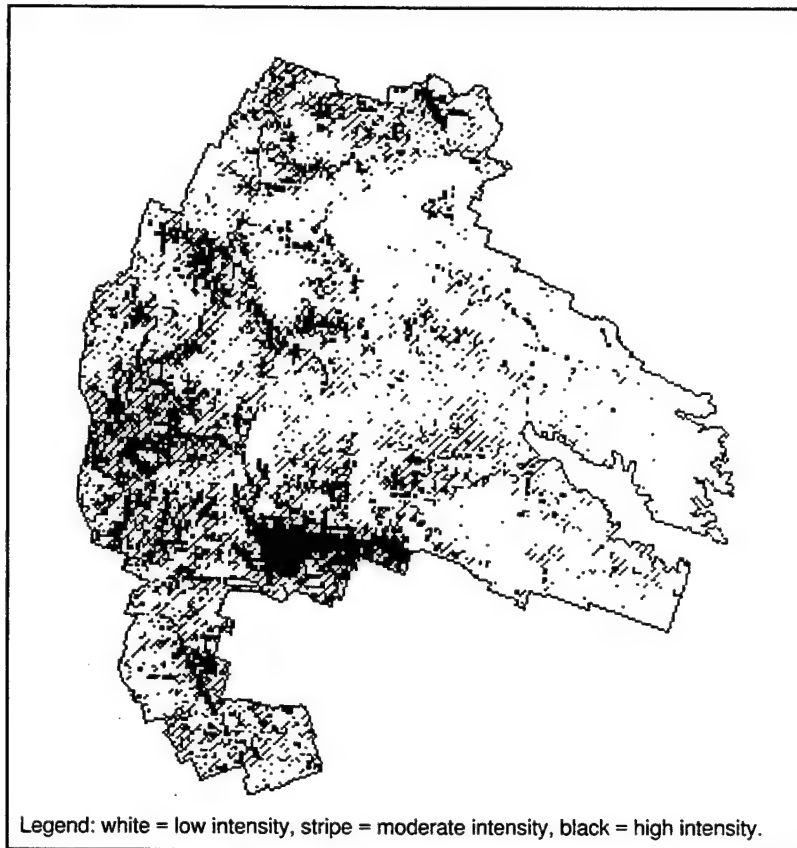 Legend: white = low intensity, stripe = moderate intensity, black = high intensity.